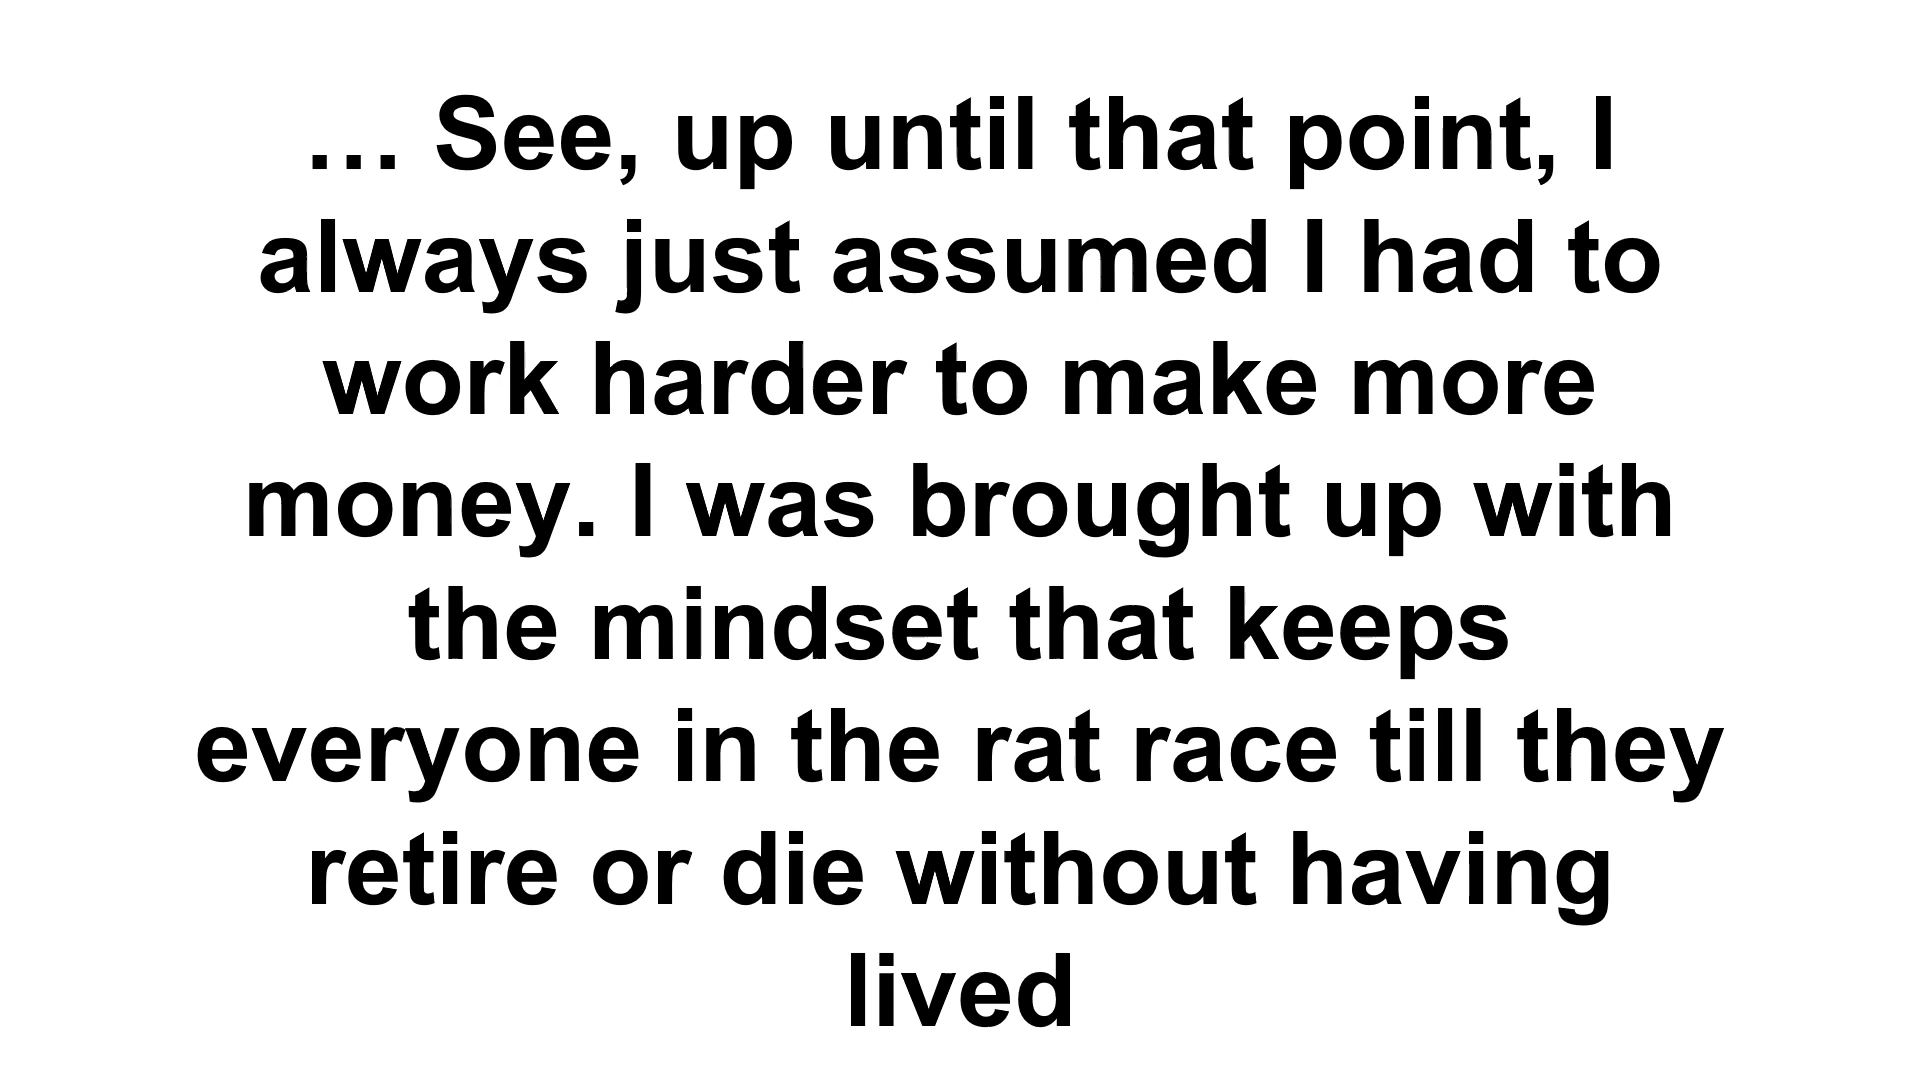 … See, up until that point, I
always just assumed I had to
work harder to make more
money. I was brought up with
the mindset that keeps
everyone in the rat race till they
retire or die without having
lived